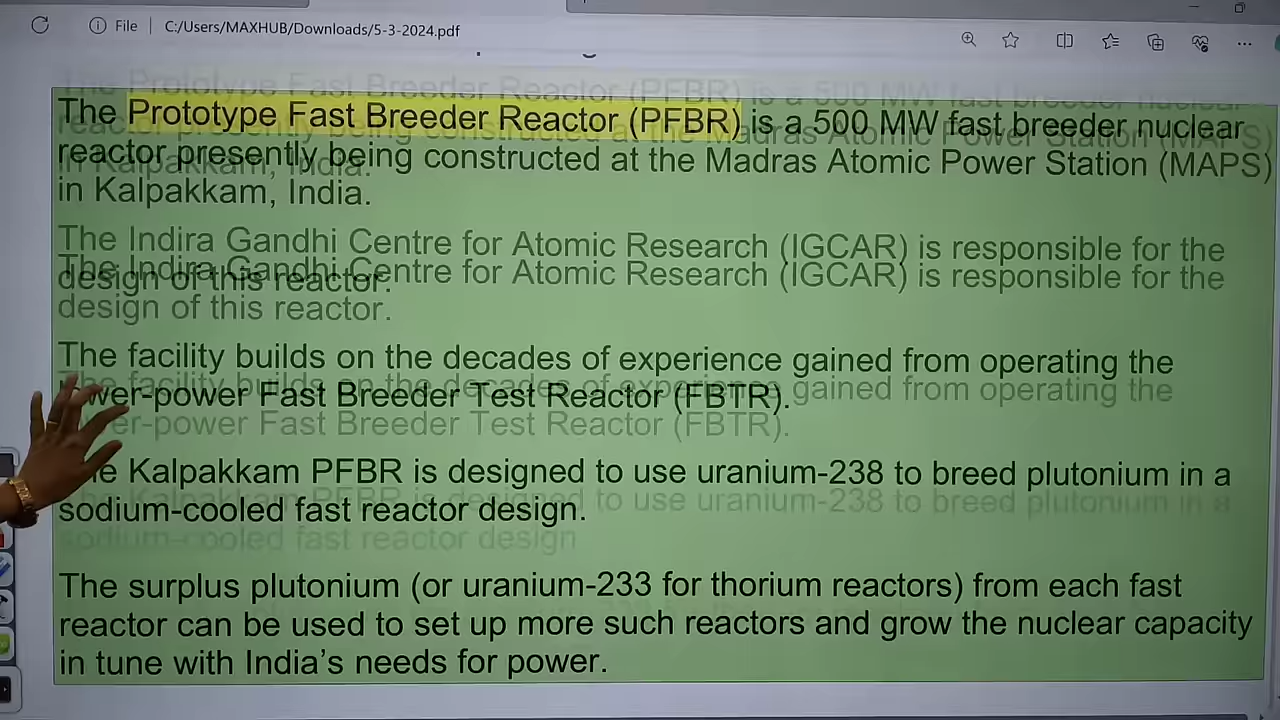 File | C:/Users/MAXHUB/Downloads/5-3-2024.pdf
The Prototype Fast Breeder Reactor (PFBR) is a 500 MW fast breeder nuclear
reactor presently being constructed at the Madras Atomic Power Station (MAPS)
in Kalpakkam, India.
The Indira Gandhi Centre for Atomic Research (IGCAR) is responsible for the
design of this reactor.
The facility builds on the decades of experience gained from operating the
wer-power Fast Breeder Test Reactor (FBTR).
e Kalpakkam PFBR is designed to use uranium-238 to breed plutonium in a
sodium-cooled fast reactor design.
The surplus plutonium (or uranium-233 for thorium reactors) from each fast
reactor can be used to set up more such reactors and grow the nuclear capacity
in tune with India's needs for power.